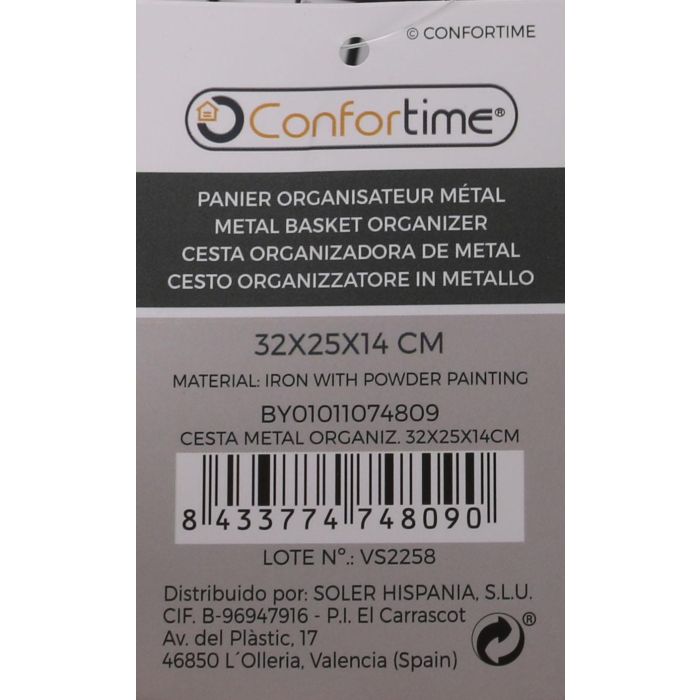 © CONFORTIME
Confortime®
PANIER ORGANISATEUR MÉTAL
METAL BASKET ORGANIZER
CESTA ORGANIZADORA DE METAL
CESTO ORGANIZZATORE IN METALLO
32X25X14 CM
MATERIAL: IRON WITH POWDER PAINTING
BY01011074809
CESTA METAL ORGANIZ. 32X25X14CM
8 433774 748090
LOTE Nº.: VS2258
Distribuido por: SOLER HISPANIA, S.L.U.
CIF. B-96947916 - P.I. El Carrascot
Av. del Plàstic, 17
46850 L´Olleria, Valencia (Spain)
®